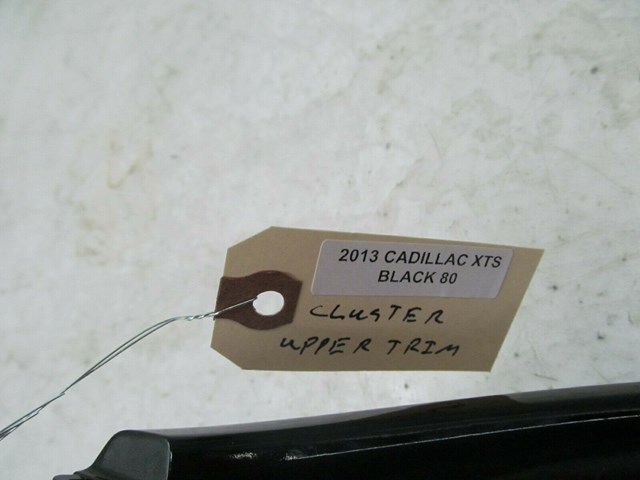 2013 CADILLAC XTS
BLACK 80
CLUSTER
UPPER TRIM